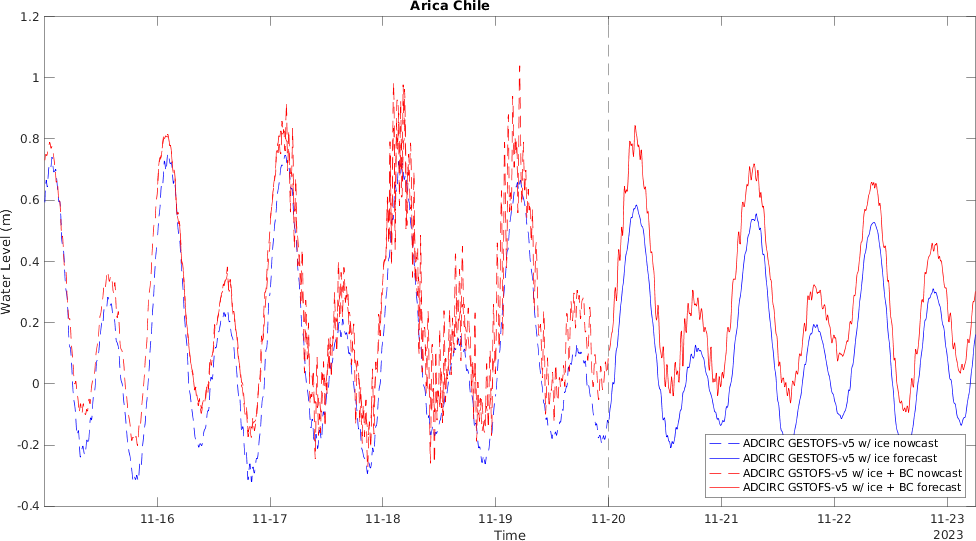 Arica Chile
Water Level (m)
1.2
1
0.8
0.6
0.4
0.2
0
-0.2
-0.4
ADCIRC GESTOFS-v5 w/ ice nowcast
ADCIRC GESTOFS-v5 w/ ice forecast
ADCIRC GSTOFS-v5 w/ ice + BC nowcast
ADCIRC GSTOFS-v5 w/ ice + BC forecast
11-16 11-17 11-18 11-19 11-20 11-21 11-22 11-23
Time
2023